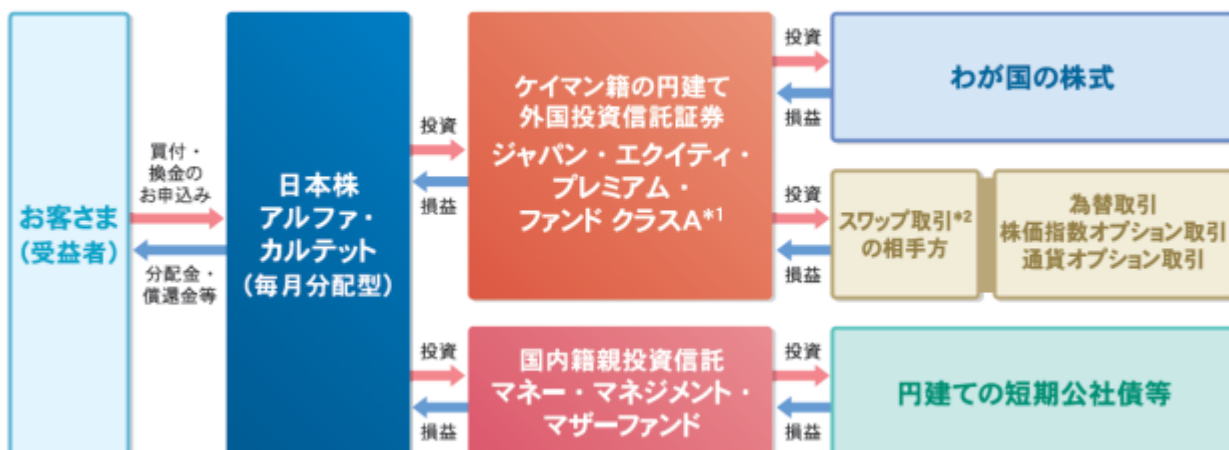 お客さま
(受益者)
買付・
換金の
お申込み
分配金・
償還金等
日本株
アルファ・
カルテット
(毎月分配型)
投資
損益
ケイマン籍の円建て
外国投資信託証券
ジャパン・エクイティ・
プレミアム・
ファンド クラスA*1
投資
損益
わが国の株式
投資
損益
スワップ取引*2
の相手方
為替取引
株価指数オプション取引
通貨オプション取引
投資
損益
国内籍親投資信託
マネー・マネジメント・
マザーファンド
投資
損益
円建ての短期公社債等